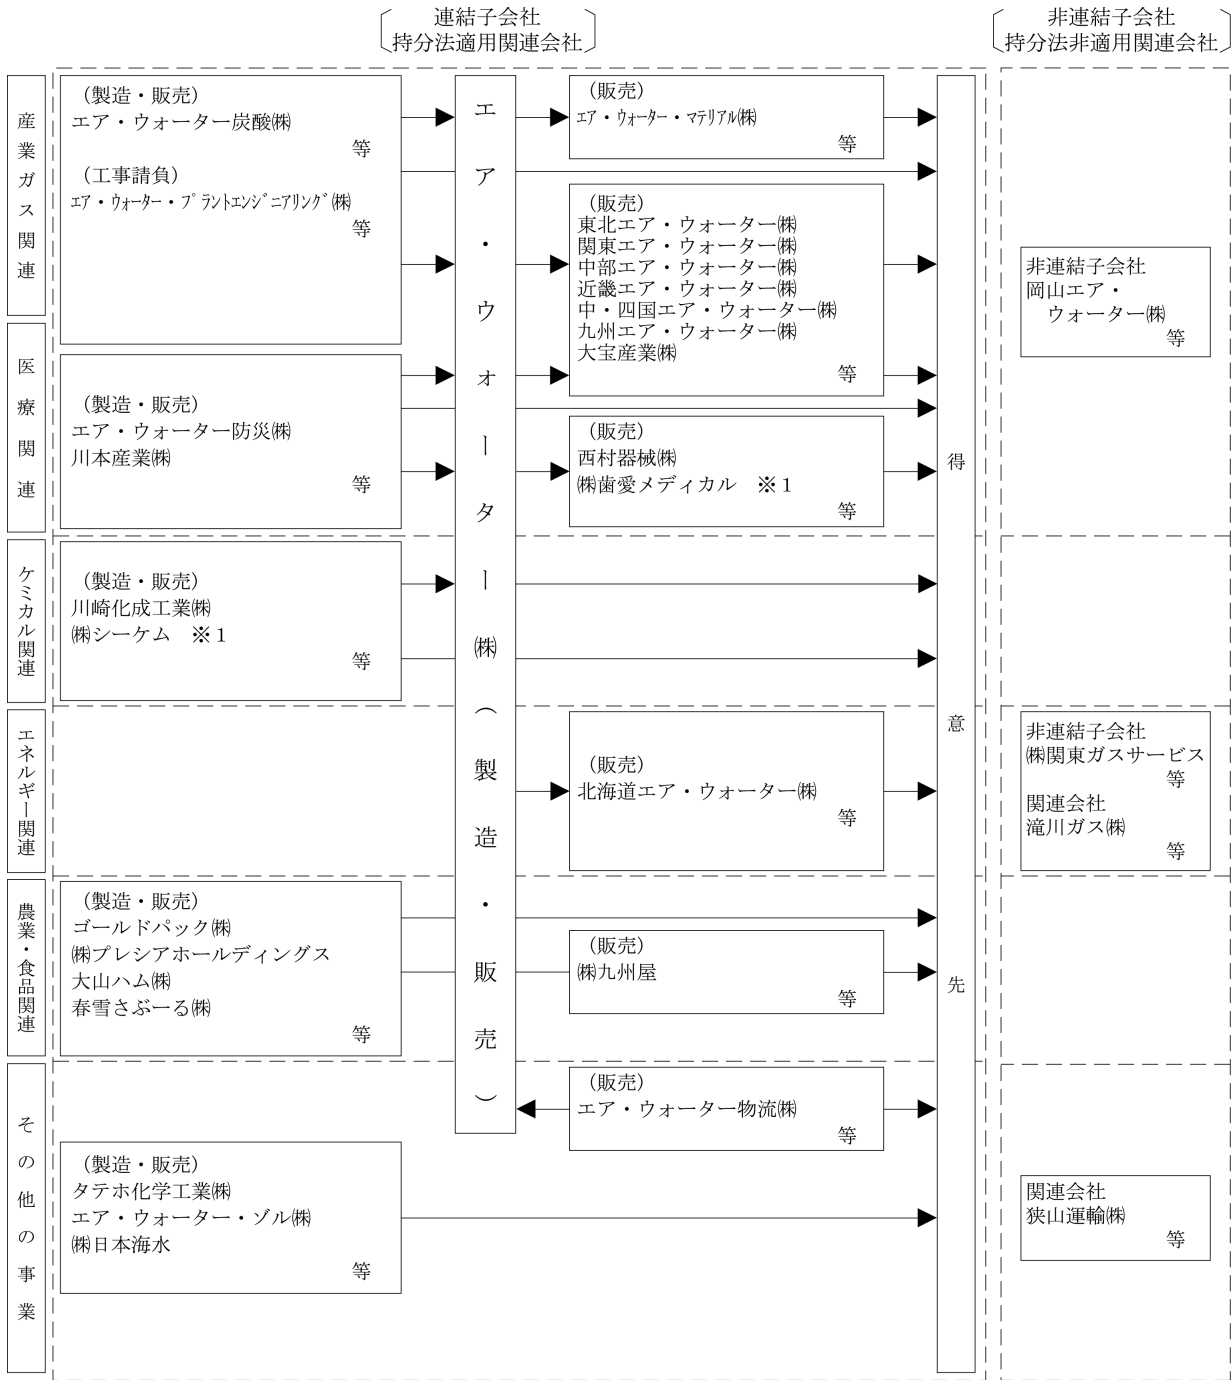 連結子会社
持分法適用関連会社
非連結子会社
持分法非適用関連会社
産業ガス関連
（製造・販売）
エア・ウォーター炭酸㈱
等
（工事請負）
エア・ウォーター・プラントエンジニアリング㈱
等
エア・ウォーター㈱（製造・販売）
（販売）
エア・ウォーター・マテリアル㈱
等
（販売）
東北エア・ウォーター㈱
関東エア・ウォーター㈱
中部エア・ウォーター㈱
近畿エア・ウォーター㈱
中・四国エア・ウォーター㈱
九州エア・ウォーター㈱
大宝産業㈱
等
得意先
非連結子会社
岡山エア・
ウォーター㈱
等
医療関連
（製造・販売）
エア・ウォーター防災㈱
川本産業㈱
等
（販売）
西村器械㈱
㈱歯愛メディカル　※１
等
ケミカル関連
（製造・販売）
川崎化成工業㈱
㈱シーケム　※１
等
エネルギー関連
（販売）
北海道エア・ウォーター㈱
等
非連結子会社
㈱関東ガスサービス
等
関連会社
滝川ガス㈱
等
農業・食品関連
（製造・販売）
ゴールドパック㈱
㈱プレシアホールディングス
大山ハム㈱
春雪さぶーる㈱
等
（販売）
㈱九州屋
等
その他の事業
（販売）
エア・ウォーター物流㈱
等
（製造・販売）
タテホ化学工業㈱
エア・ウォーター・ゾル㈱
㈱日本海水
等
関連会社
狭山運輸㈱
等